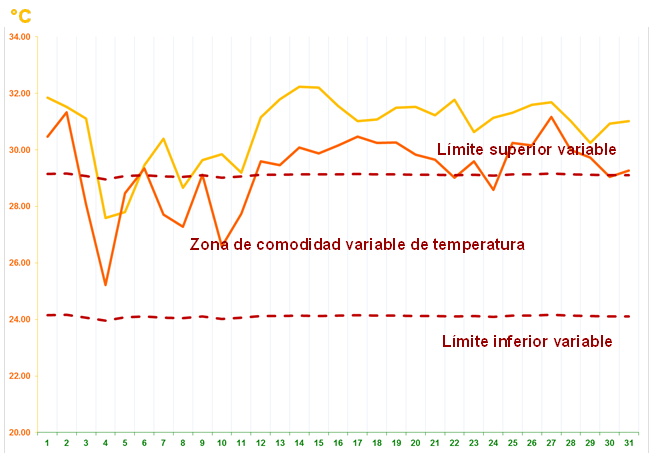 °C
34.00
32.00
30.00
Límite superior variable
28.00
Zona de comodidad variable de temperatura
26.00
24.00
Límite inferior variable
22.00
20.00
1 2 3 4 5 6 7 8 9 10 11 12 13 14 15 16 17 18 19 20 21 22 23 24 25 26 27 28 29 30 31